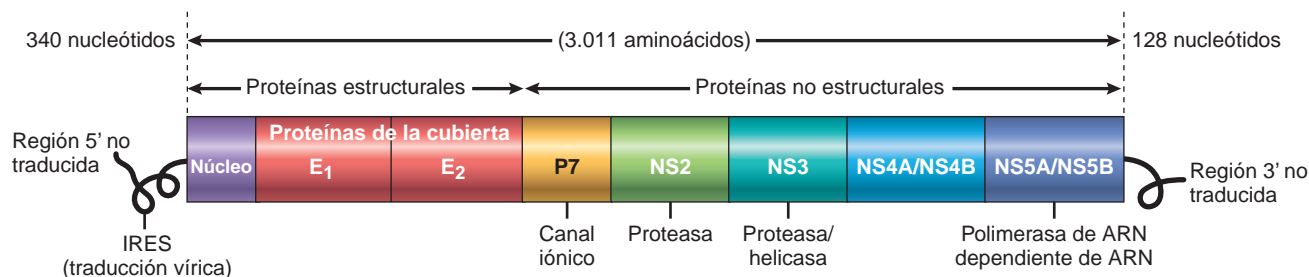 340 nucleótidos
(3.011 aminoácidos)
128 nucleótidos
Proteínas estructurales
Proteínas no estructurales
Región 5’ no
traducida
Núcleo
Proteínas de la cubierta
E1
E2
P7
NS2
NS3
NS4A/NS4B
NS5A/NS5B
Región 3’ no
traducida
IRES
(traducción vírica)
Canal
iónico
Proteasa
Proteasa/
helicasa
Polimerasa de ARN
dependiente de ARN